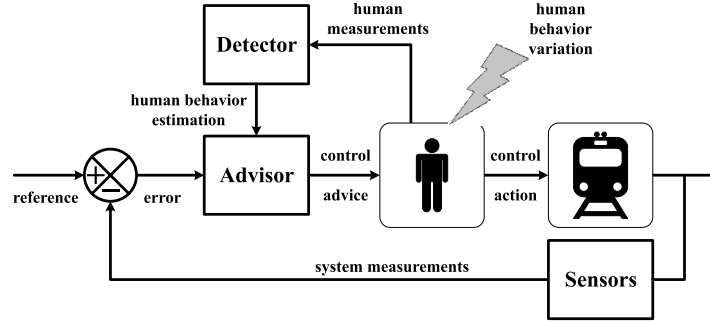 human
measurements
human
behavior
variation
Detector
human behavior
estimation
Advisor
control
advice
control
action
+
−
reference
error
system measurements
Sensors